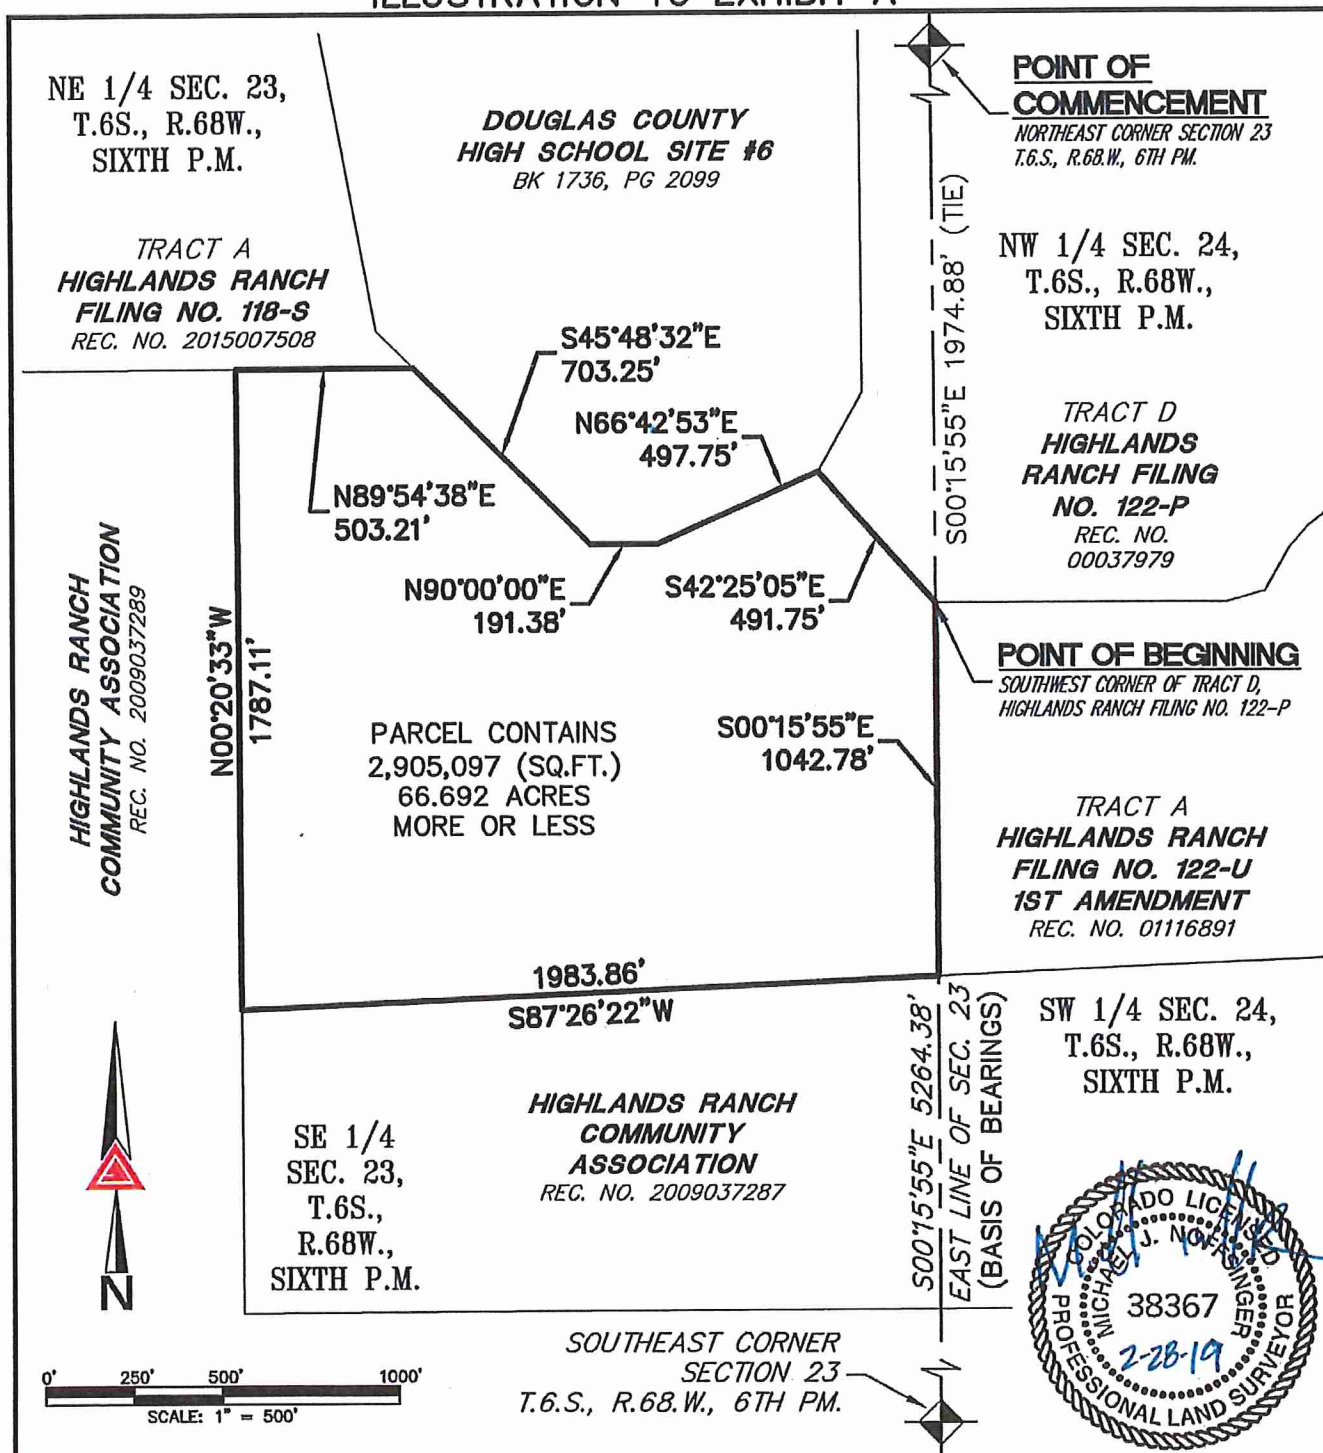 ILLUSTRATION TO EXHIBIT A
NE 1/4 SEC. 23,
T.6S., R.68W.,
SIXTH P.M.
DOUGLAS COUNTY
HIGH SCHOOL SITE #6
BK 1736, PG 2099
POINT OF
COMMENCEMENT
NORTHEAST CORNER SECTION 23
T.6.S., R.68.W., 6TH PM.
TRACT A
HIGHLANDS RANCH
FILING NO. 118-S
REC. NO. 2015007508
S00°15'55"E 1974.88' (TIE)
NW 1/4 SEC. 24,
T.6S., R.68W.,
SIXTH P.M.
S45°48'32"E
703.25'
N66°42'53"E
497.75'
TRACT D
HIGHLANDS
RANCH FILING
NO. 122-P
REC. NO.
00037979
N89°54'38"E
503.21'
N90°00'00"E
191.38'
S42°25'05"E
491.75'
HIGHLANDS RANCH
COMMUNITY ASSOCIATION
REC. NO. 2009037289
N00°20'33"W
1787.11'
POINT OF BEGINNING
SOUTHWEST CORNER OF TRACT D,
HIGHLANDS RANCH FILING NO. 122-P
PARCEL CONTAINS
2,905,097 (SQ.FT.)
66.692 ACRES
MORE OR LESS
S00°15'55"E
1042.78'
TRACT A
HIGHLANDS RANCH
FILING NO. 122-U
1ST AMENDMENT
REC. NO. 01116891
1983.86'
S87°26'22"W
S00°15'55"E 5264.38'
EAST LINE OF SEC. 23
(BASIS OF BEARINGS)
SW 1/4 SEC. 24,
T.6S., R.68W.,
SIXTH P.M.
SE 1/4
SEC. 23,
T.6S.,
R.68W.,
SIXTH P.M.
HIGHLANDS RANCH
COMMUNITY
ASSOCIATION
REC. NO. 2009037287
N
COLORADO LICENSED
MICHAEL J. NOFFSINGER
38367
2-28-19
PROFESSIONAL LAND SURVEYOR
SOUTHEAST CORNER
SECTION 23
T.6.S., R.68.W., 6TH PM.
0' 250' 500' 1000'
SCALE: 1" = 500'